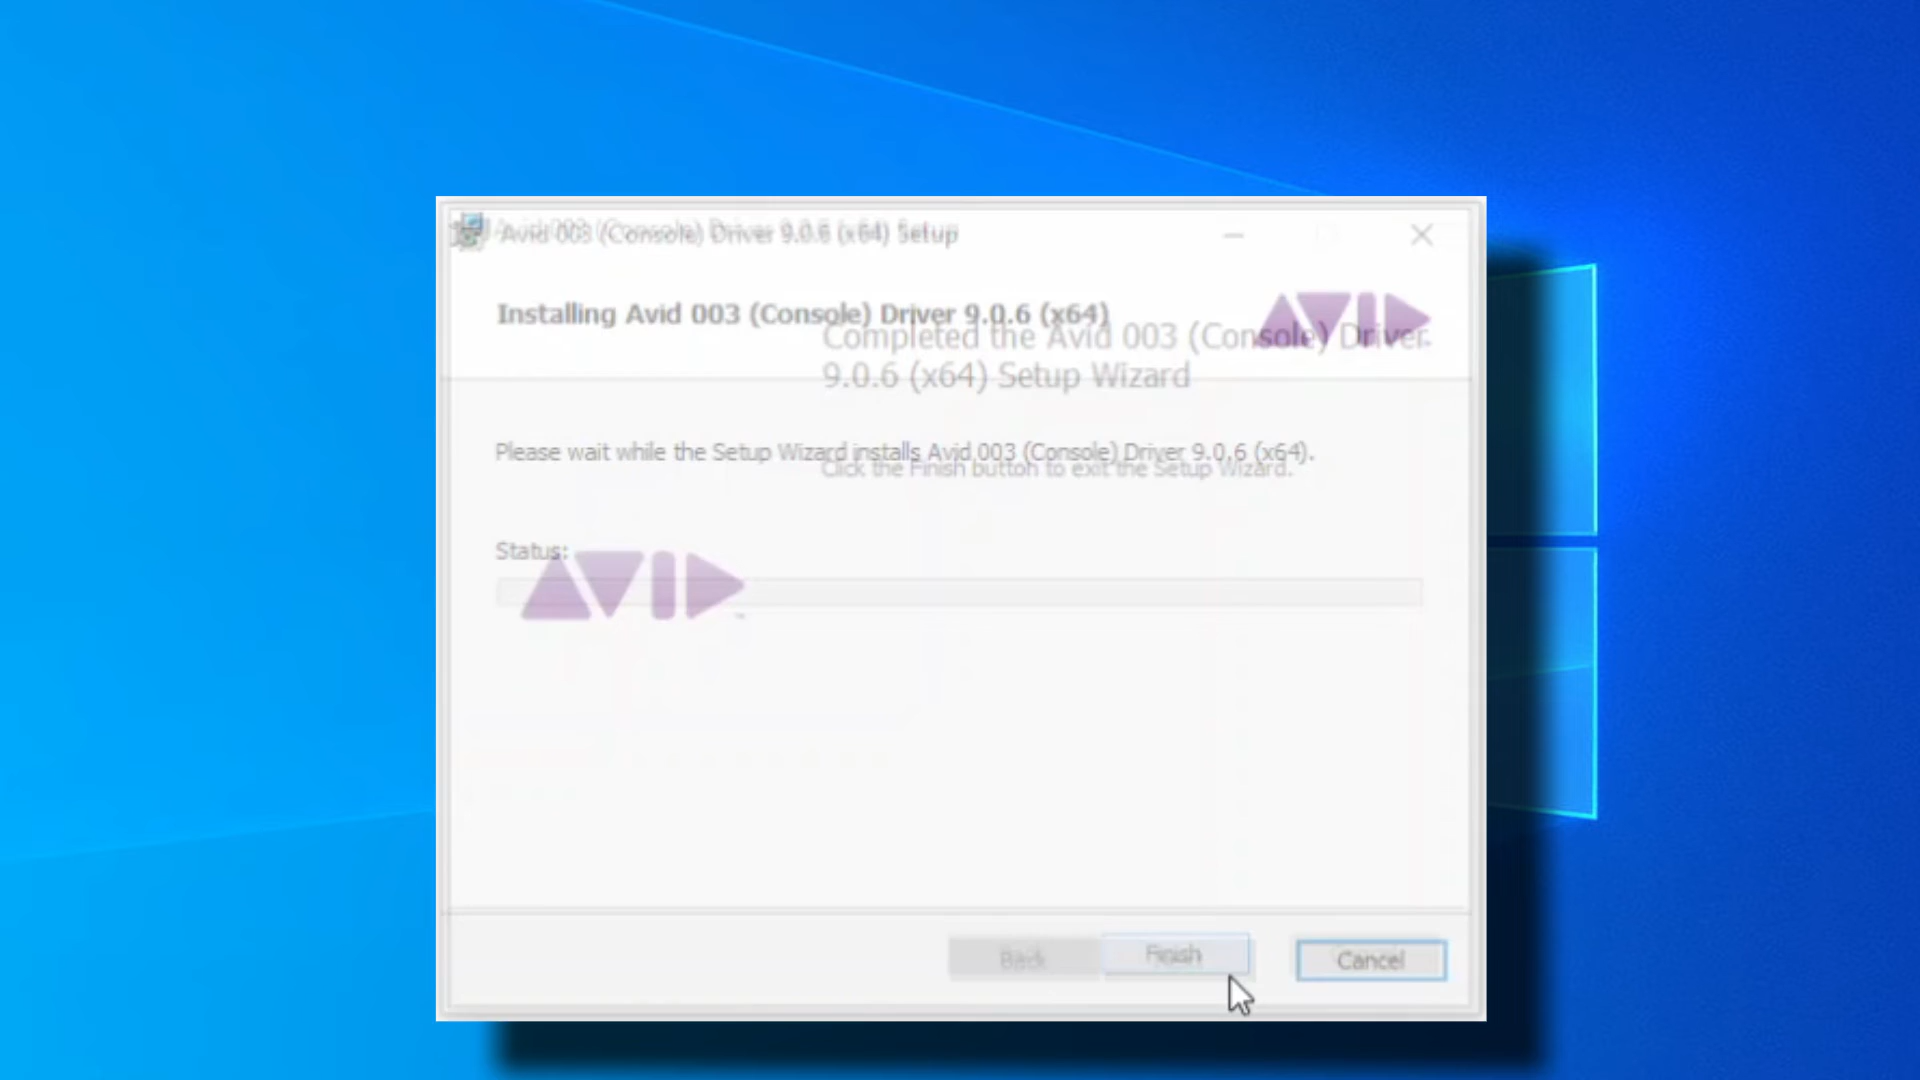 Avid 003 (Console) Driver 9.0.6 (x64) Setup
Installing Avid 003 (Console) Driver 9.0.6 (x64)
AVID
Completed the Avid 003 (Console) Driver
9.0.6 (x64) Setup Wizard
Please wait while the Setup Wizard installs Avid 003 (Console) Driver 9.0.6 (x64).
Click the Finish button to exit the Setup Wizard.
Status:
AVID
Back
Finish
Cancel